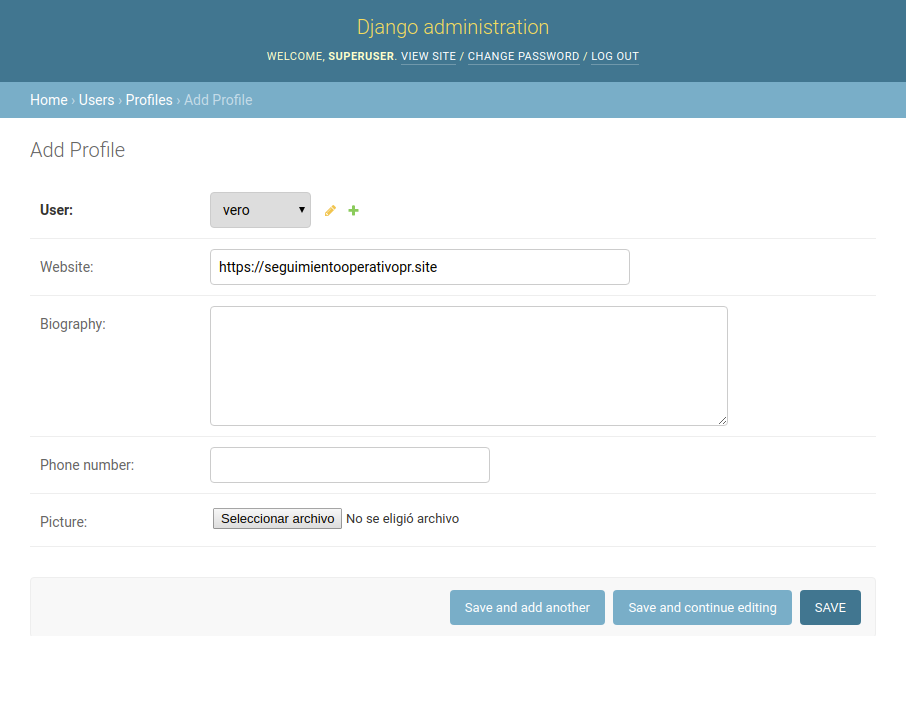 Django administration
WELCOME, SUPERUSER. VIEW SITE / CHANGE PASSWORD / LOG OUT
Home › Users › Profiles › Add Profile
Add Profile
User: vero
Website: https://seguimientooperativopr.site
Biography:
Phone number:
Picture: Seleccionar archivo No se eligió archivo
Save and add another Save and continue editing SAVE